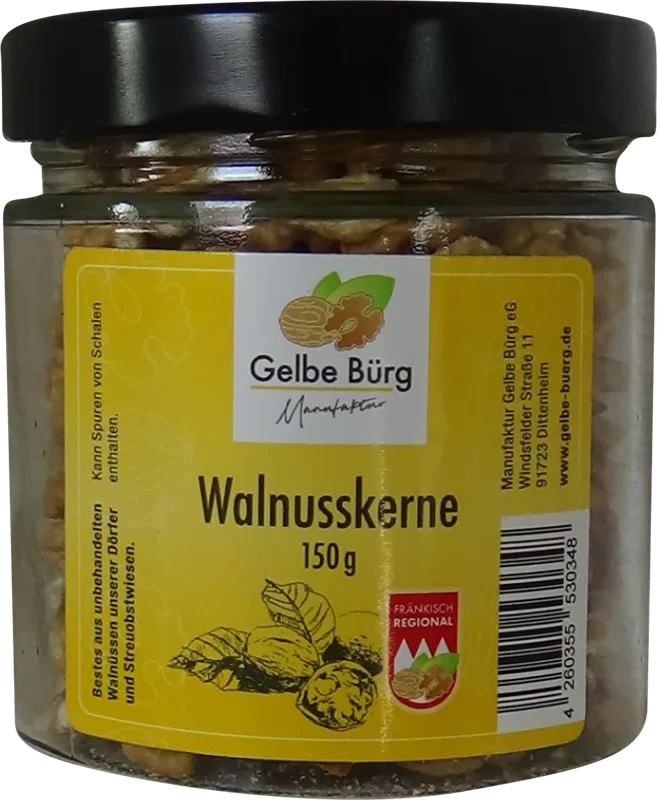 Gelbe Bürg
Manufaktur
Walnusskerne
150 g
Kann Spuren von Schalen
enthalten.
Bestes aus unbehandelten
Walnüssen unserer Dörfer
und Streuobstwiesen.
FRÄNKISCH
REGIONAL
Manufaktur Gelbe Bürg eG
Windsfelder Straße 11
91723 Dittenheim
www.gelbe-buerg.de
4 260355 530348